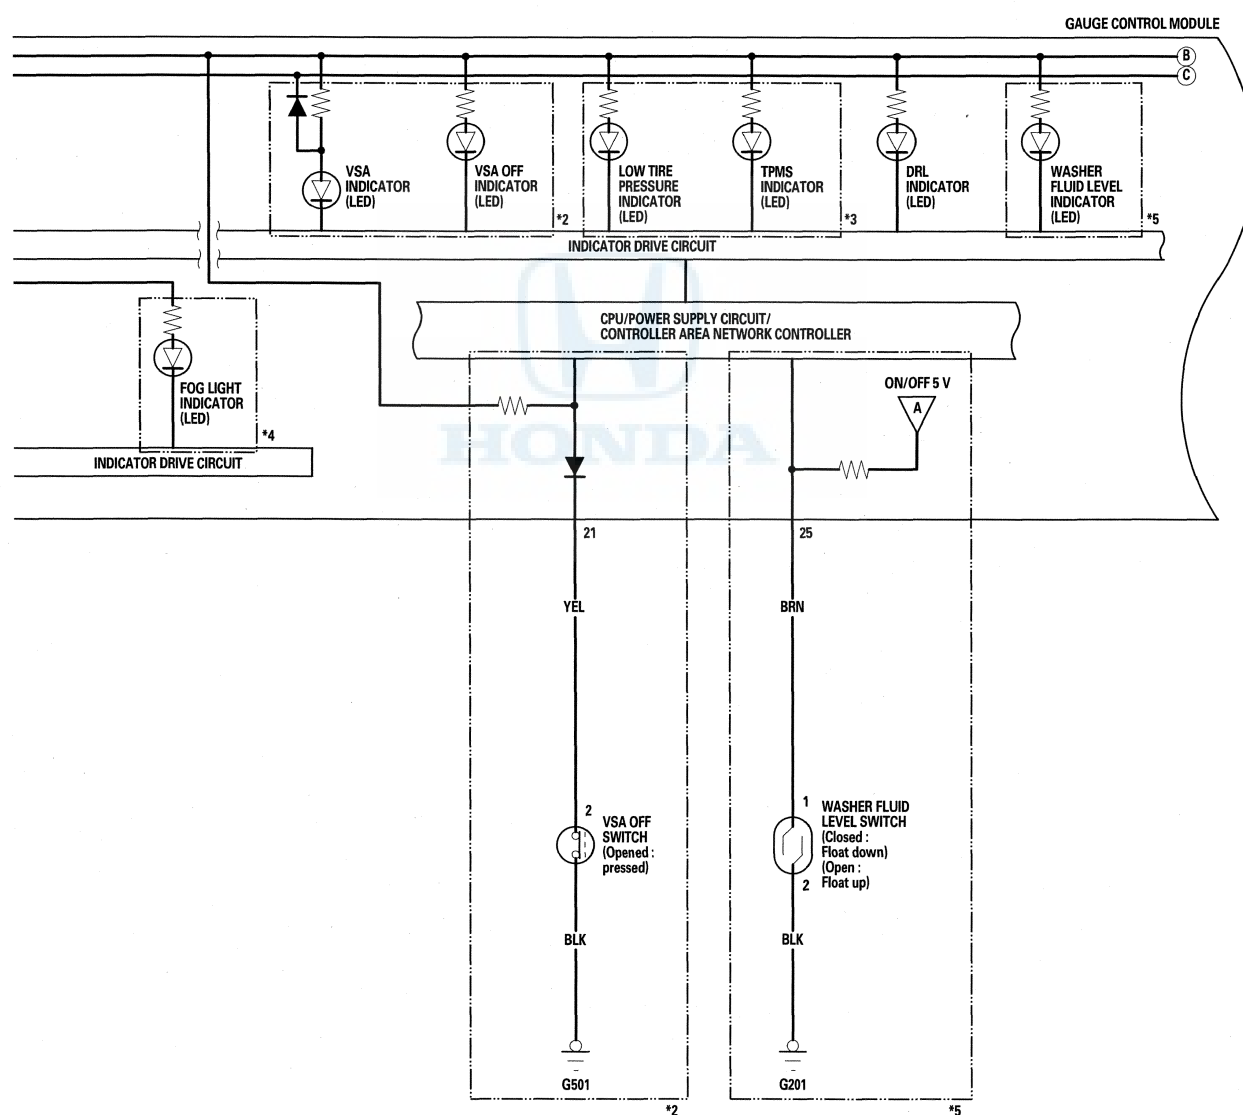 GAUGE CONTROL MODULE
B
C
VSA
INDICATOR
(LED)
VSA OFF
INDICATOR
(LED)
*2
LOW TIRE
PRESSURE
INDICATOR
(LED)
TPMS
INDICATOR
(LED)
*3
DRL
INDICATOR
(LED)
WASHER
FLUID LEVEL
INDICATOR
(LED)
*5
INDICATOR DRIVE CIRCUIT
CPU/POWER SUPPLY CIRCUIT/
CONTROLLER AREA NETWORK CONTROLLER
FOG LIGHT
INDICATOR
(LED)
*4
INDICATOR DRIVE CIRCUIT
ON/OFF 5 V
A
HONDA
21
25
YEL
BRN
2
VSA OFF
SWITCH
(Opened :
pressed)
1
WASHER FLUID
LEVEL SWITCH
(Closed :
Float down)
(Open :
Float up)
2
BLK
BLK
G501
G201
*2
*5